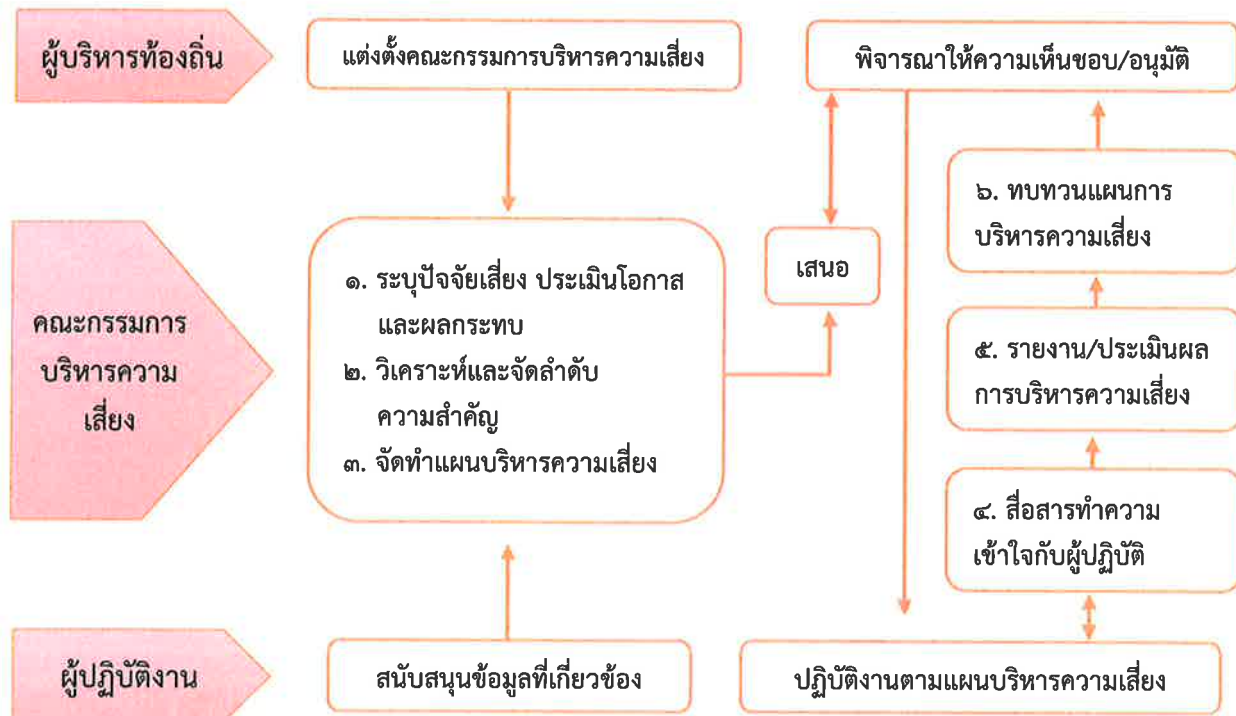 ผู้บริหารท้องถิ่น
แต่งตั้งคณะกรรมการบริหารความเสี่ยง
พิจารณาให้ความเห็นชอบ/อนุมัติ
คณะกรรมการ
บริหารความ
เสี่ยง
๑. ระบุปัจจัยเสี่ยง ประเมินโอกาส
และผลกระทบ
๒. วิเคราะห์และจัดลำดับ
ความสำคัญ
๓. จัดทำแผนบริหารความเสี่ยง
เสนอ
๖. ทบทวนแผนการ
บริหารความเสี่ยง
๕. รายงาน/ประเมินผล
การบริหารความเสี่ยง
๔. สื่อสารทำความ
เข้าใจกับผู้ปฏิบัติ
ผู้ปฏิบัติงาน
สนับสนุนข้อมูลที่เกี่ยวข้อง
ปฏิบัติงานตามแผนบริหารความเสี่ยง